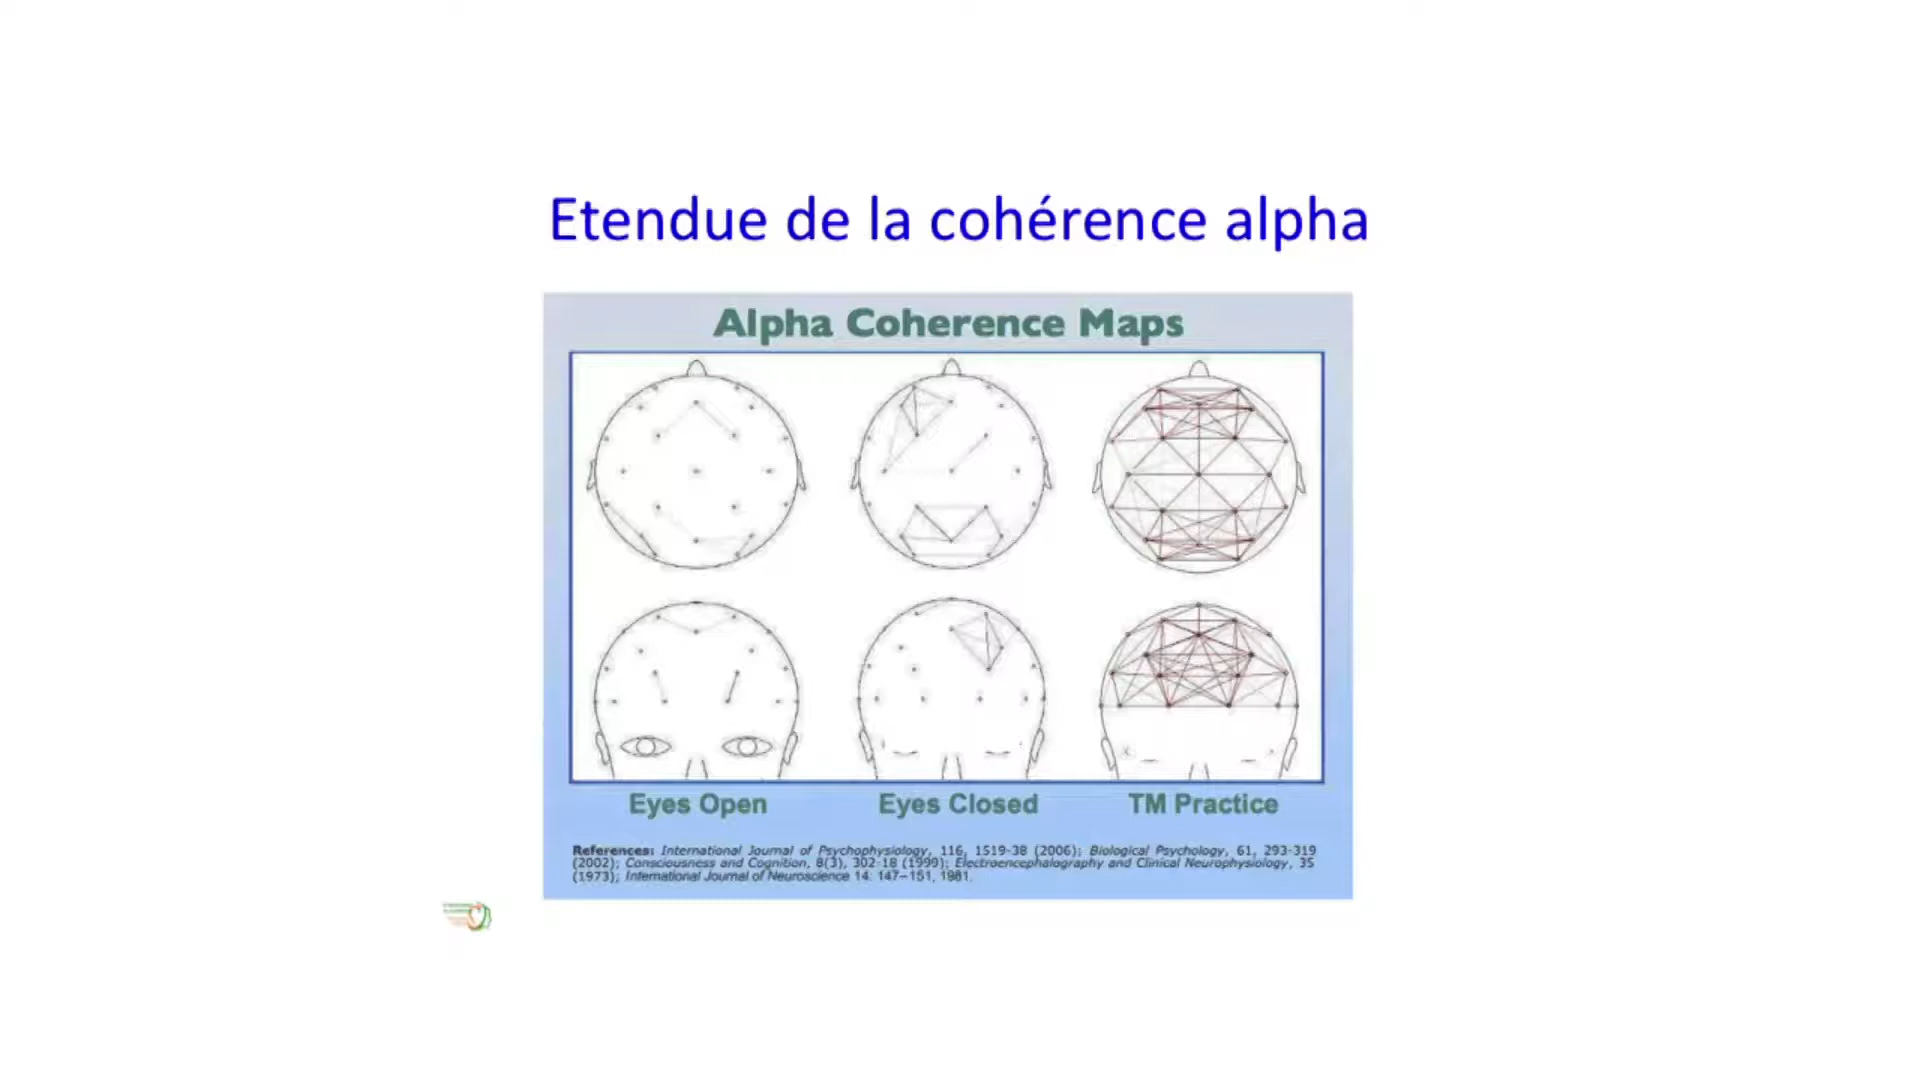 Etendue de la cohérence alpha
Alpha Coherence Maps
Eyes Open
Eyes Closed
TM Practice
References: International Journal of Psychophysiology, 116, 1519-38 (2006); Biological Psychology, 61, 293-319
(2002); Consciousness and Cognition, 8(3), 302-18 (1999); Electroencephalography and Clinical Neurophysiology, 35
(1973); International Journal of Neuroscience 14: 147–151, 1981.